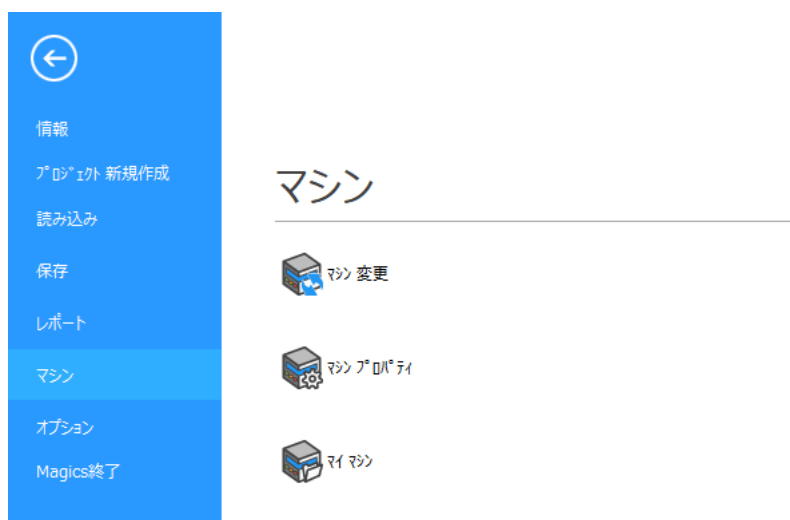 情報
ﾌﾟﾛｼﾞｪｸﾄ 新規作成
読み込み
保存
レポート
マシン
オプション
Magics終了
マシン
ﾏｼﾝ 変更
ﾏｼﾝ ﾌﾟﾛﾊﾟﾃｨ
ﾏｲ ﾏｼﾝ